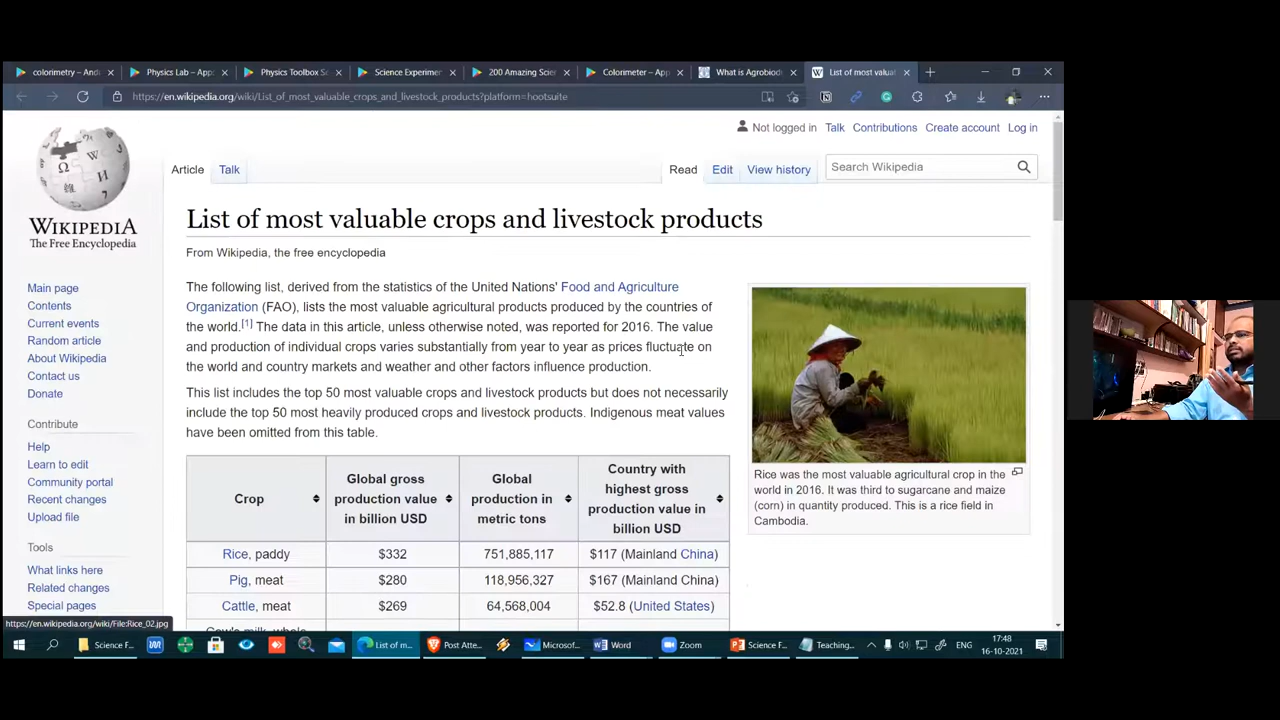 colorimetry – And
Physics Lab – App
Physics Toolbox Se
Science Experimen
200 Amazing Scien
Colorimeter – App
What is Agrobiod
List of most valuab
https://en.wikipedia.org/wiki/List_of_most_valuable_crops_and_livestock_products?platform=hootsuite
Not logged in Talk Contributions Create account Log in
Article Talk Read Edit View history Search Wikipedia
WIKIPEDIA
The Free Encyclopedia
Main page
Contents
Current events
Random article
About Wikipedia
Contact us
Donate
Contribute
Help
Learn to edit
Community portal
Recent changes
Upload file
Tools
What links here
Related changes
Special pages
https://en.wikipedia.org/wiki/File:Rice_02.jpg
List of most valuable crops and livestock products
From Wikipedia, the free encyclopedia
The following list, derived from the statistics of the United Nations' Food and Agriculture
Organization (FAO), lists the most valuable agricultural products produced by the countries of
the world.[1] The data in this article, unless otherwise noted, was reported for 2016. The value
and production of individual crops varies substantially from year to year as prices fluctuate on
the world and country markets and weather and other factors influence production.
This list includes the top 50 most valuable crops and livestock products but does not necessarily
include the top 50 most heavily produced crops and livestock products. Indigenous meat values
have been omitted from this table.
Rice was the most valuable agricultural crop in the
world in 2016. It was third to sugarcane and maize
(corn) in quantity produced. This is a rice field in
Cambodia.
Crop
Global gross
production value
in billion USD
Global
production in
metric tons
Country with
highest gross
production value in
billion USD
Rice, paddy $332 751,885,117 $117 (Mainland China)
Pig, meat $280 118,956,327 $167 (Mainland China)
Cattle, meat $269 64,568,004 $52.8 (United States)
Cow's milk, whole
Science F...
List of m...
Post Atte...
Microsof...
Word
Zoom
Science F...
Teaching...
ENG
17:48
16-10-2021